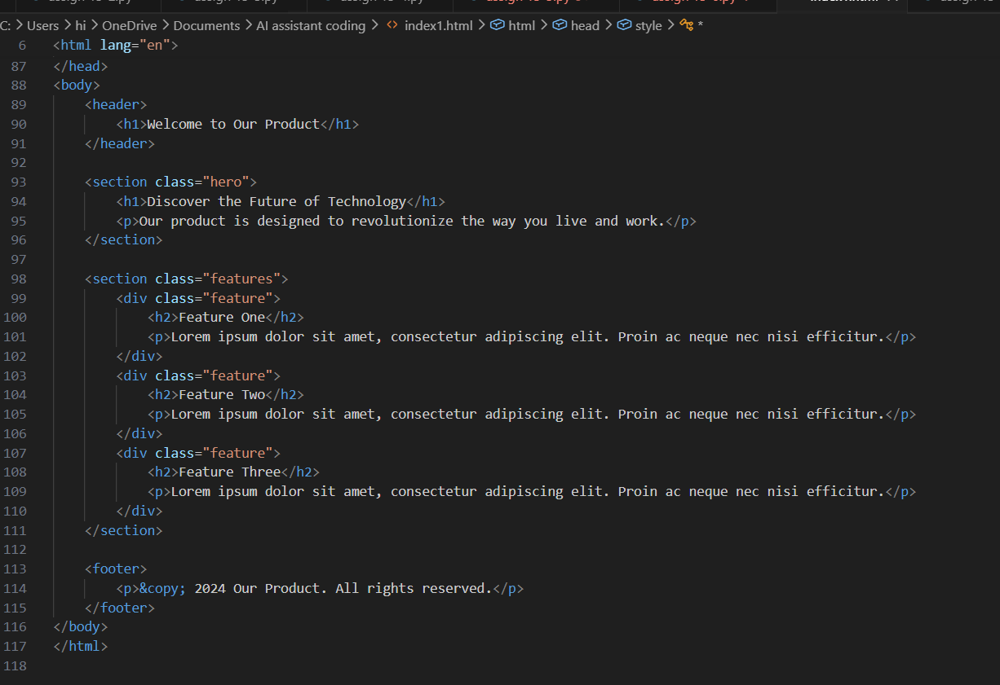 C: > Users > hi > OneDrive > Documents > AI assistant coding > index1.html > html > head > style > *
6 <html lang="en">
87 </head>
88 <body>
89 <header>
90 <h1>Welcome to Our Product</h1>
91 </header>
92
93 <section class="hero">
94 <h1>Discover the Future of Technology</h1>
95 <p>Our product is designed to revolutionize the way you live and work.</p>
96 </section>
97
98 <section class="features">
99 <div class="feature">
100 <h2>Feature One</h2>
101 <p>Lorem ipsum dolor sit amet, consectetur adipiscing elit. Proin ac neque nec nisi efficitur.</p>
102 </div>
103 <div class="feature">
104 <h2>Feature Two</h2>
105 <p>Lorem ipsum dolor sit amet, consectetur adipiscing elit. Proin ac neque nec nisi efficitur.</p>
106 </div>
107 <div class="feature">
108 <h2>Feature Three</h2>
109 <p>Lorem ipsum dolor sit amet, consectetur adipiscing elit. Proin ac neque nec nisi efficitur.</p>
110 </div>
111 </section>
112
113 <footer>
114 <p>&copy; 2024 Our Product. All rights reserved.</p>
115 </footer>
116 </body>
117 </html>
118